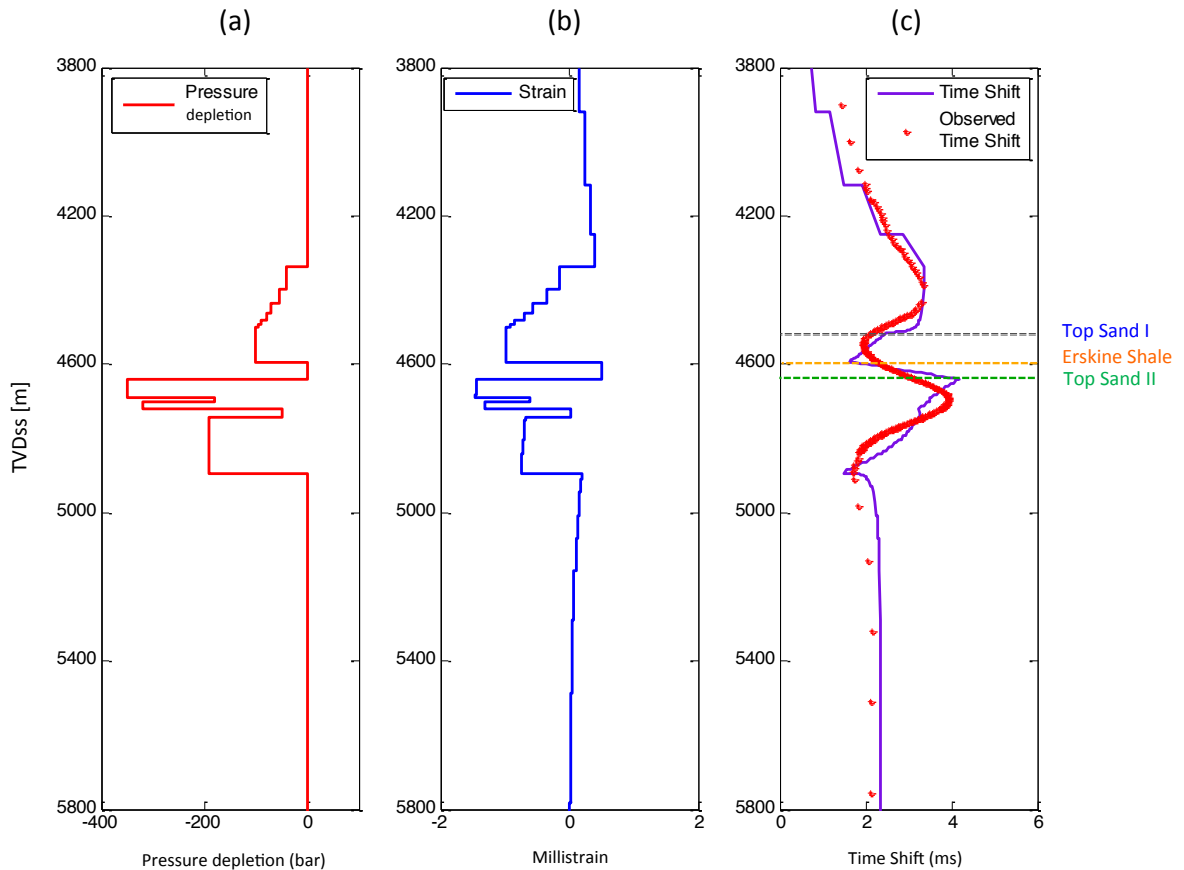 (a)
(b)
(c)
3800
4200
4600
5000
5400
5800
-400
-200
0
Pressure
depletion
TVDss [m]
Pressure depletion (bar)
3800
4200
4600
5000
5400
5800
-2
0
2
Strain
Millistrain
3800
4200
4600
5000
5400
5800
0
2
4
6
Time Shift
Observed
Time Shift
Time Shift (ms)
Top Sand I
Erskine Shale
Top Sand II